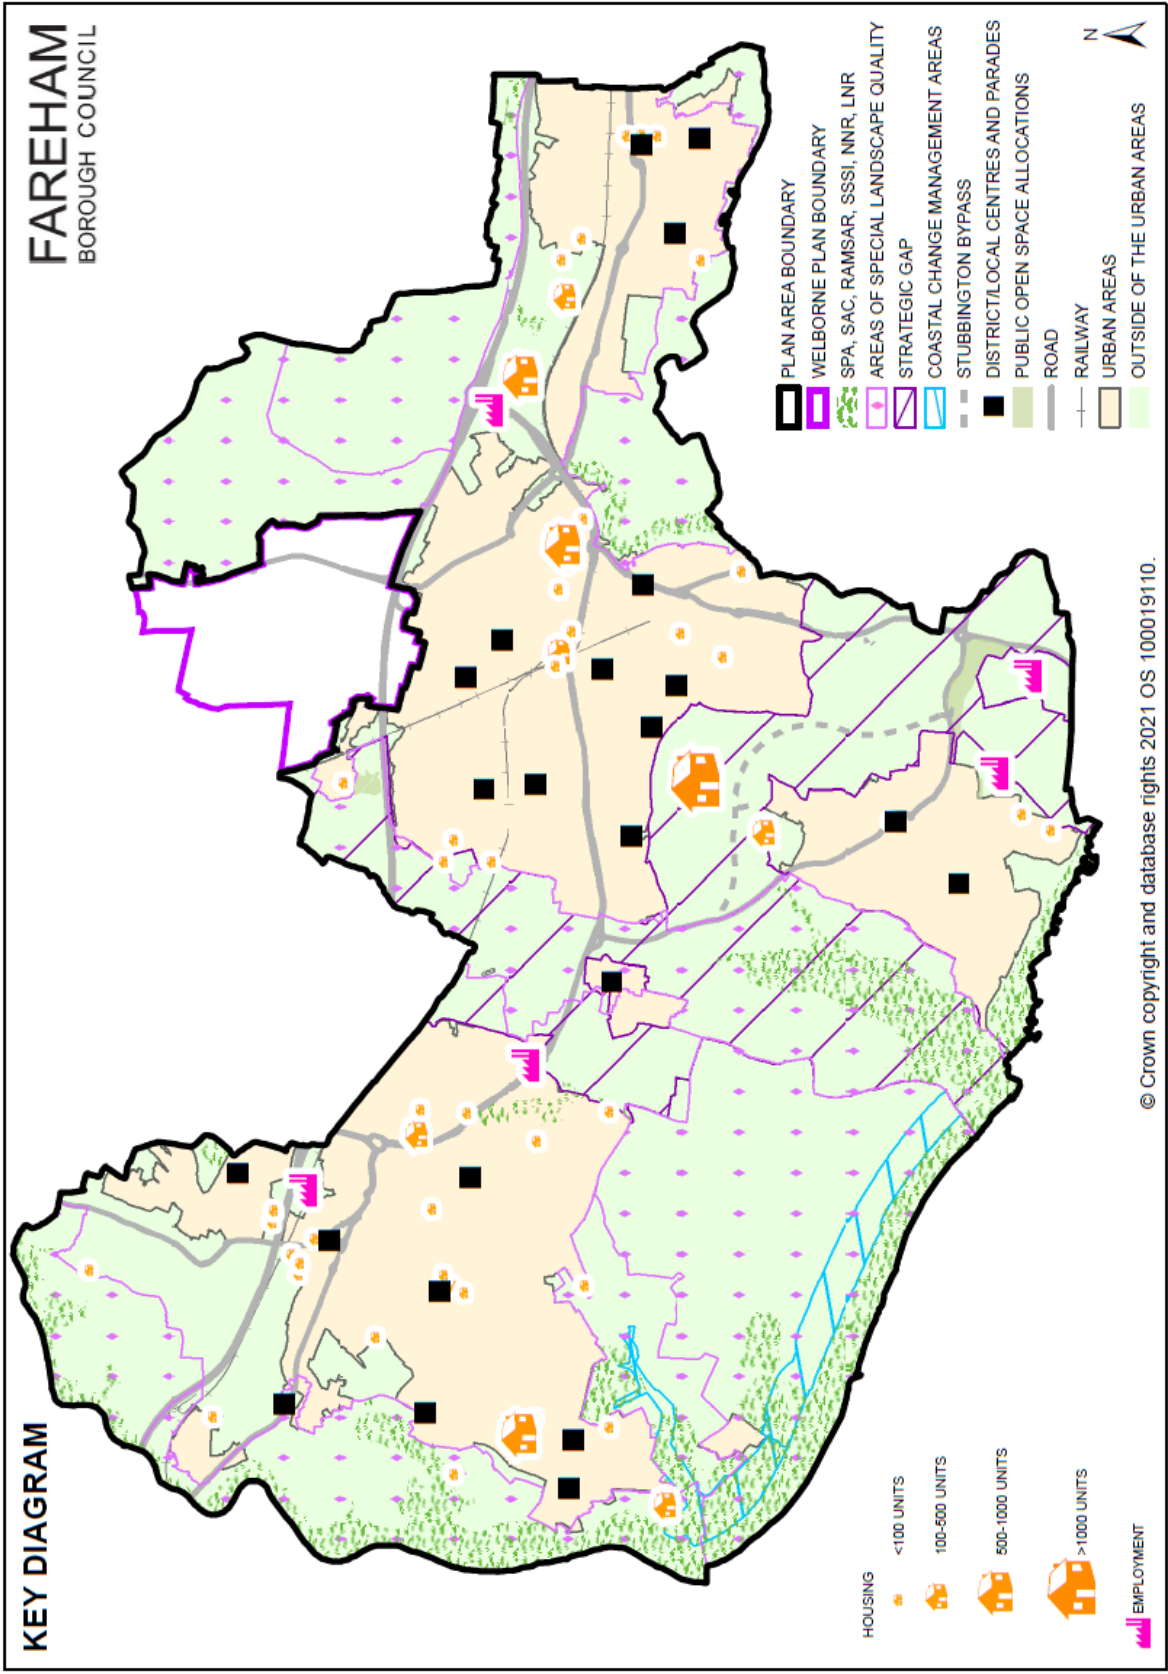 KEY DIAGRAM
FAREHAM
BOROUGH COUNCIL
HOUSING
<100 UNITS
100-500 UNITS
500-1000 UNITS
>1000 UNITS
EMPLOYMENT
PLAN AREA BOUNDARY
WELBORNE PLAN BOUNDARY
SPA, SAC, RAMSAR, SSSI, NNR, LNR
AREAS OF SPECIAL LANDSCAPE QUALITY
STRATEGIC GAP
COASTAL CHANGE MANAGEMENT AREAS
STUBBINGTON BYPASS
DISTRICT/LOCAL CENTRES AND PARADES
PUBLIC OPEN SPACE ALLOCATIONS
ROAD
RAILWAY
URBAN AREAS
OUTSIDE OF THE URBAN AREAS
N
© Crown copyright and database rights 2021 OS 100019110.